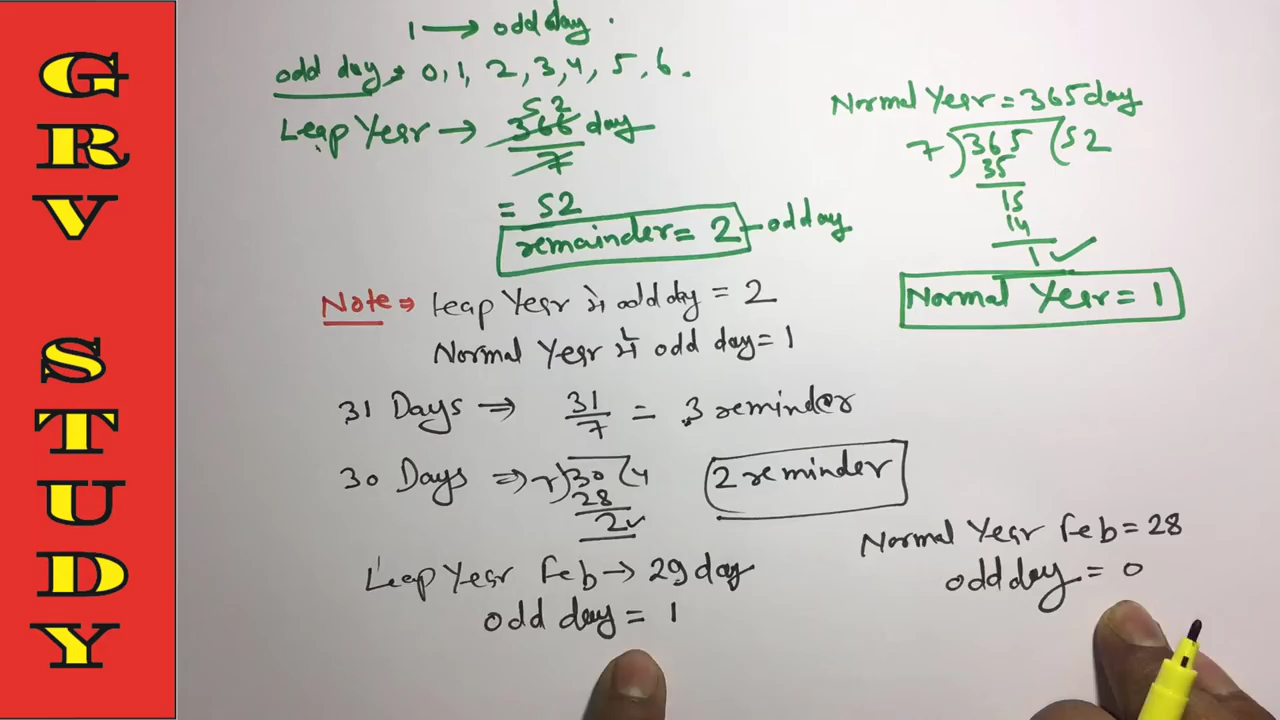 GRV STUDY
1 → odd day .
odd day → 0, 1, 2, 3, 4, 5, 6.
Leap Year → 366 day
52
7
= 52
remainder = 2 - odd day
Normal Year = 365 day
7)365(52
35
15
14
1 ✓
Normal Year = 1
Note ⇒ Leap Year में odd day = 2
Normal Year में odd day = 1
31 Days ⇒ 31/7 = 3 reminder
30 Days ⇒ 7)30(4
28
2 ✓
2 reminder
Leap Year Feb → 29 day
odd day = 1
Normal Year Feb = 28
odd day = 0